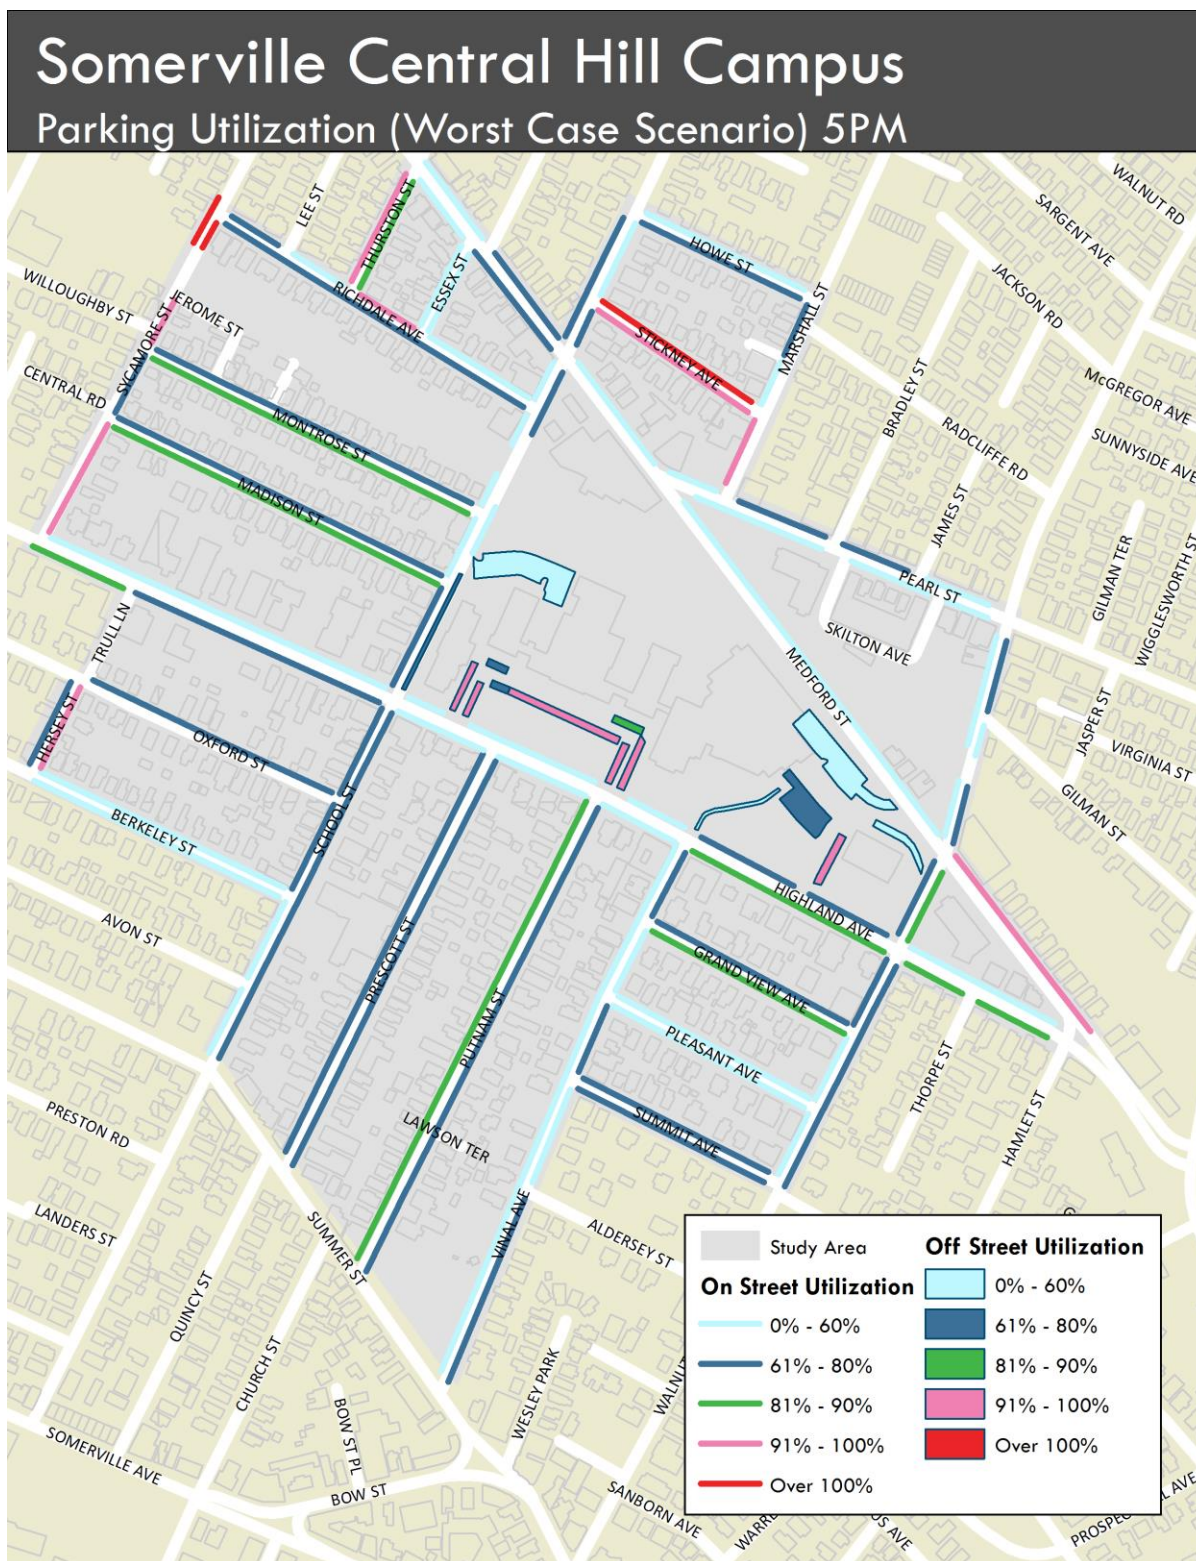 Somerville Central Hill Campus
Parking Utilization (Worst Case Scenario) 5PM
WALNUT RD
SARGENT AVE
LEE ST
THURSTON ST
HOWE ST
JACKSON RD
ESSEX ST
WILLOUGHBY ST
JEROME ST
RICHDALE AVE
MARSHALL ST
SYCAMORE ST
STICKNEY AVE
CENTRAL RD
BRADLEY ST
McGREGOR AVE
MONTROSE ST
RADCLIFFE RD
SUNNYSIDE AVE
MADISON ST
JAMES ST
GILMAN TER
WIGGLESWORTH ST
PEARL ST
TRULL LN
SKILTON AVE
MEDFORD ST
HERSEY ST
OXFORD ST
JASPER ST
VIRGINIA ST
GILMAN ST
BERKELEY ST
SCHOOL ST
HIGHLAND AVE
AVON ST
PRESCOTT ST
GRAND VIEW AVE
PUTNAM ST
PLEASANT AVE
THORPE ST
PRESTON RD
LAWSON TER
SUMMIT AVE
HAMLET ST
LANDERS ST
SUMMER ST
VINAL AVE
ALDERSEY ST
QUINCY ST
CHURCH ST
WESLEY PARK
BOW ST PL
SOMERVILLE AVE
BOW ST
SANBORN AVE
Study Area
On Street Utilization
0% - 60%
61% - 80%
81% - 90%
91% - 100%
Over 100%
Off Street Utilization
0% - 60%
61% - 80%
81% - 90%
91% - 100%
Over 100%